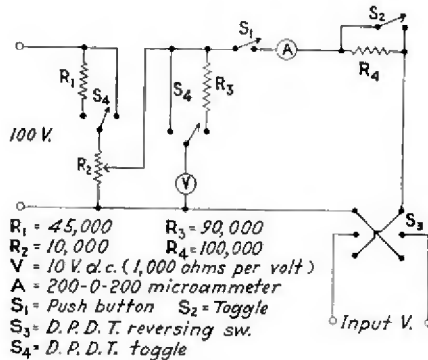 S₁
S₂
A
R₄
R₁
S₄
S₄
R₃
100 V.
R₂
V
S₃
R₁ = 45,000 R₃ = 90,000
R₂ = 10,000 R₄ = 100,000
V = 10 V. d.c. (1,000 ohms per volt)
A = 200-0-200 microammeter
S₁ = Push button S₂ = Toggle
S₃ = D.P.D.T. reversing sw.
S₄ = D.P.D.T. toggle
Input V.